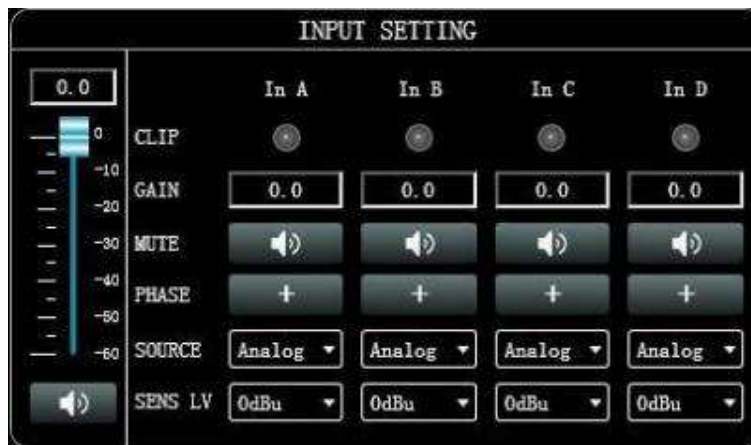 INPUT SETTING
0.0
0
-10
-20
-30
-40
-50
-60
In A In B In C In D
CLIP
GAIN 0.0 0.0 0.0 0.0
MUTE
PHASE + + + +
SOURCE Analog Analog Analog Analog
SENS LV 0dBu 0dBu 0dBu 0dBu